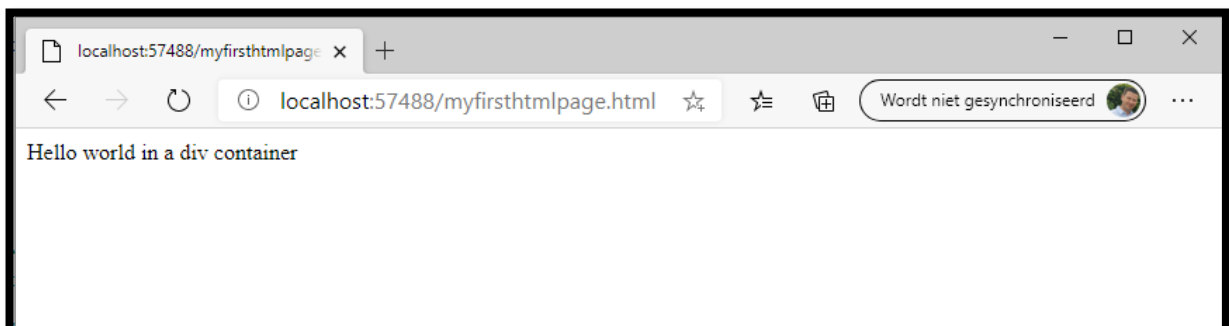 localhost:57488/myfirsthtmlpage
localhost:57488/myfirsthtmlpage.html
Wordt niet gesynchroniseerd
Hello world in a div container